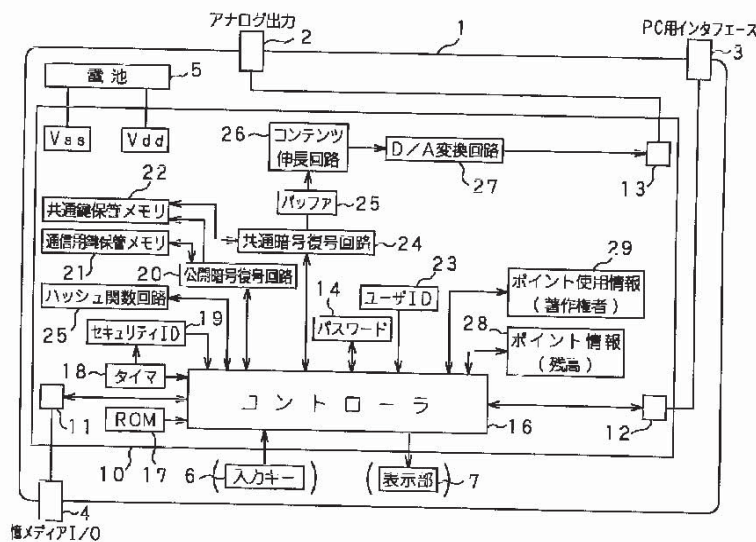 アナログ出力
2
1
PC用インタフェース
3
電池
5
Vss
Vdd
26
コンテンツ
伸長回路
D/A変換回路
27
13
22
バッファ
25
共通鍵保管メモリ
共通暗号復号回路
24
通信用鍵保管メモリ
21
20
公開暗号復号回路
23
ユーザID
29
ポイント使用情報
(著作権者)
ハッシュ関数回路
25
14
パスワード
セキュリティID
19
28
ポイント情報
(残高)
18
タイマ
コントローラ
16
11
12
ROM
17
10
6
(入力キー)
(表示部)
7
4
憶メディアI/O